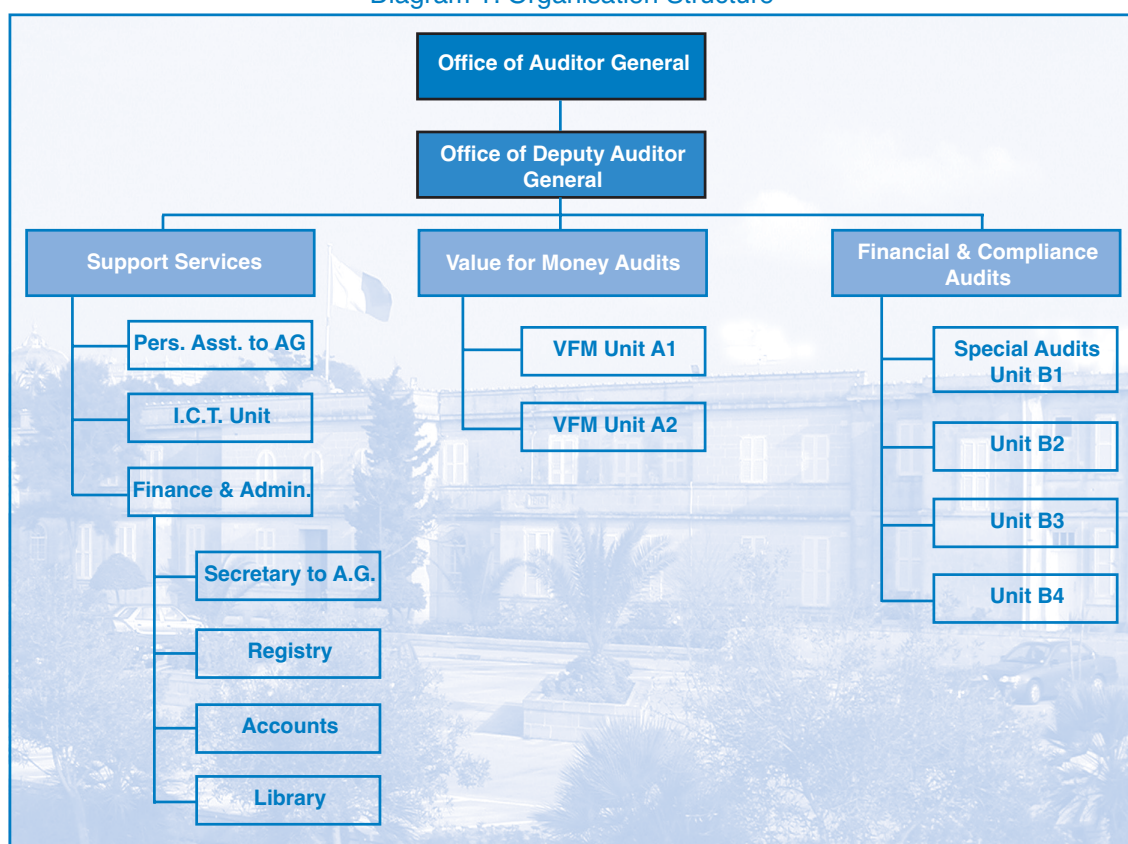 Diagram 1: Organisation Structure
Office of Auditor General
Office of Deputy Auditor
General
Support Services
Value for Money Audits
Financial & Compliance
Audits
Pers. Asst. to AG
I.C.T. Unit
Finance & Admin.
Secretary to A.G.
Registry
Accounts
Library
VFM Unit A1
VFM Unit A2
Special Audits
Unit B1
Unit B2
Unit B3
Unit B4